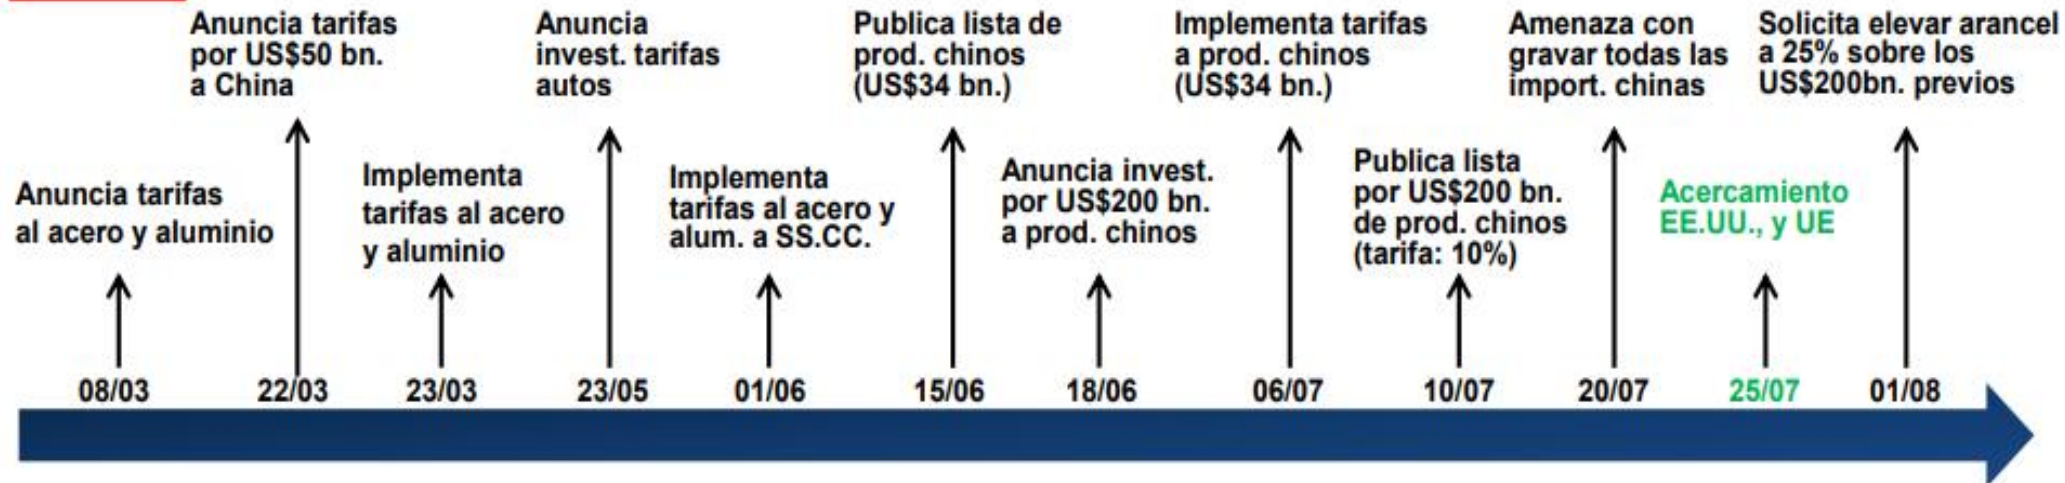 Anuncia tarifas
al acero y aluminio
08/03
Anuncia tarifas
por US$50 bn.
a China
22/03
Implementa
tarifas al acero
y aluminio
23/03
Anuncia
invest. tarifas
autos
23/05
Implementa
tarifas al acero y
alum. a SS.CC.
01/06
Publica lista de
prod. chinos
(US$34 bn.)
15/06
Anuncia invest.
por US$200 bn.
a prod. chinos
18/06
Implementa tarifas
a prod. chinos
(US$34 bn.)
06/07
Publica lista
por US$200 bn.
de prod. chinos
(tarifa: 10%)
10/07
Amenaza con
gravar todas las
import. chinas
20/07
Acercamiento
EE.UU., y UE
25/07
Solicita elevar arancel
a 25% sobre los
US$200bn. previos
01/08